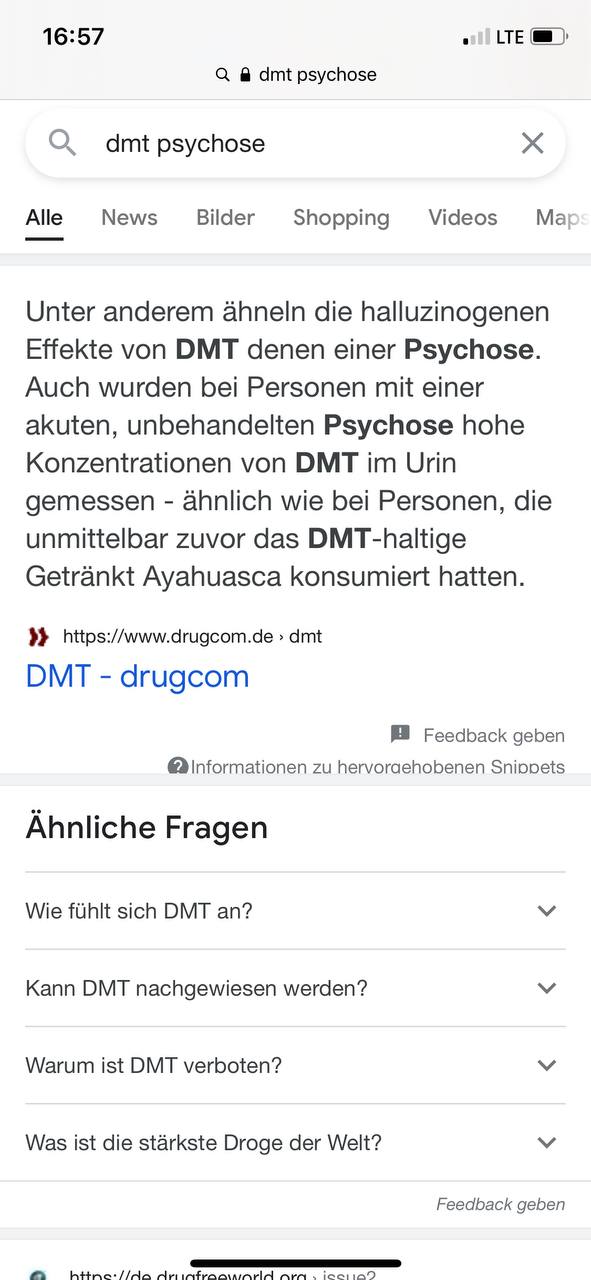 16:57
LTE
dmt psychose
dmt psychose
Alle News Bilder Shopping Videos Maps
Unter anderem ähneln die halluzinogenen
Effekte von DMT denen einer Psychose.
Auch wurden bei Personen mit einer
akuten, unbehandelten Psychose hohe
Konzentrationen von DMT im Urin
gemessen - ähnlich wie bei Personen, die
unmittelbar zuvor das DMT-haltige
Getränkt Ayahuasca konsumiert hatten.
https://www.drugcom.de › dmt
DMT - drugcom
Feedback geben
Informationen zu hervorgehobenen Snippets
Ähnliche Fragen
Wie fühlt sich DMT an?
Kann DMT nachgewiesen werden?
Warum ist DMT verboten?
Was ist die stärkste Droge der Welt?
Feedback geben
https://de.drugfreeworld.org › issue?